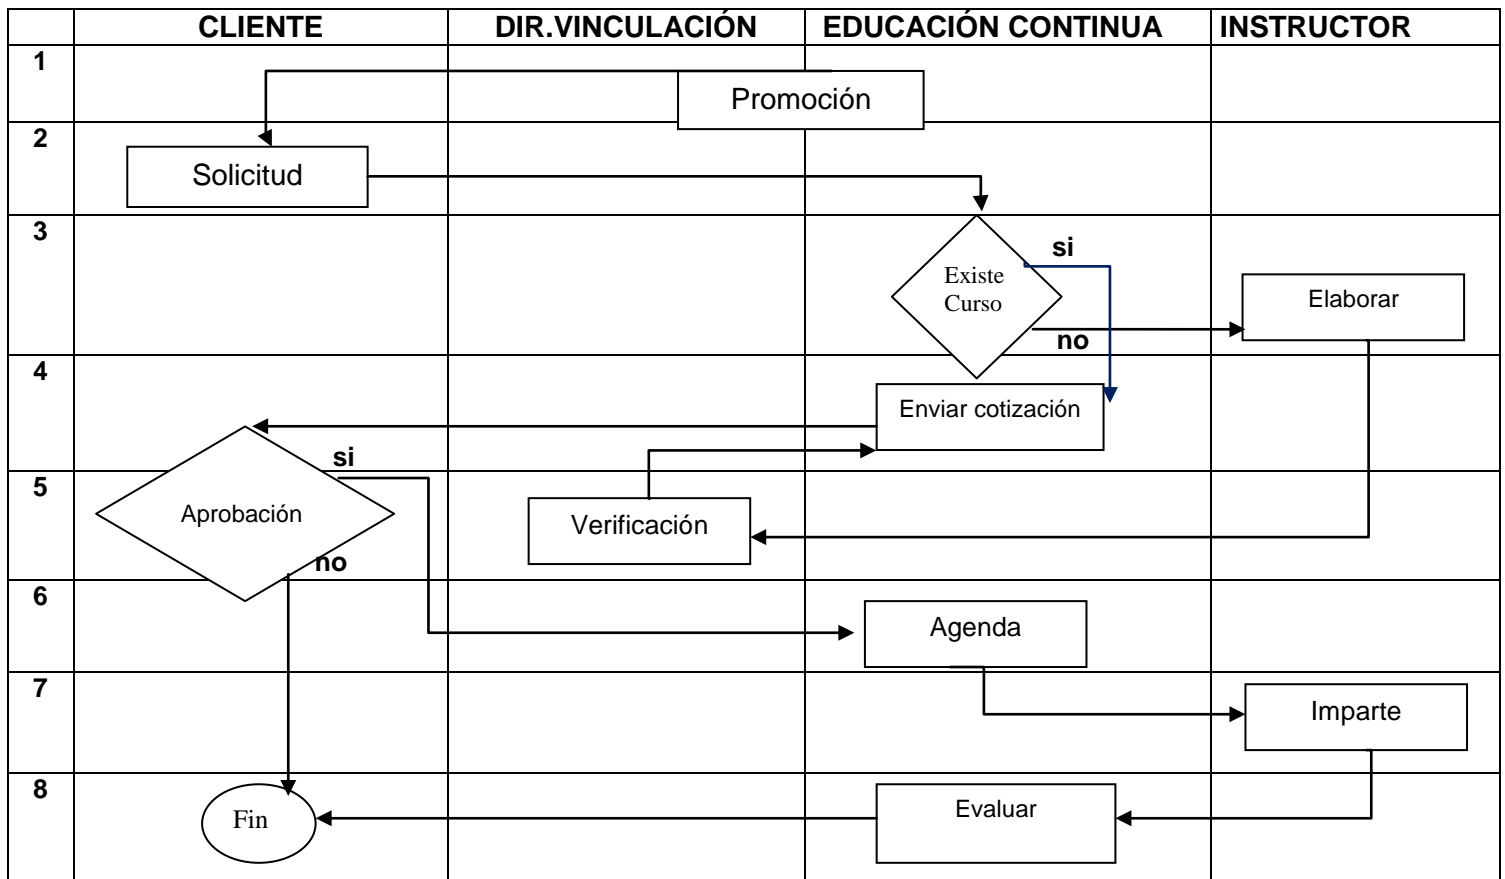 CLIENTE DIR.VINCULACIÓN EDUCACIÓN CONTINUA INSTRUCTOR
1
Promoción
2
Solicitud
3
si
Existe
Curso
Elaborar
no
4
Enviar cotización
si
5
Aprobación
Verificación
no
6
Agenda
7
Imparte
8
Evaluar
Fin